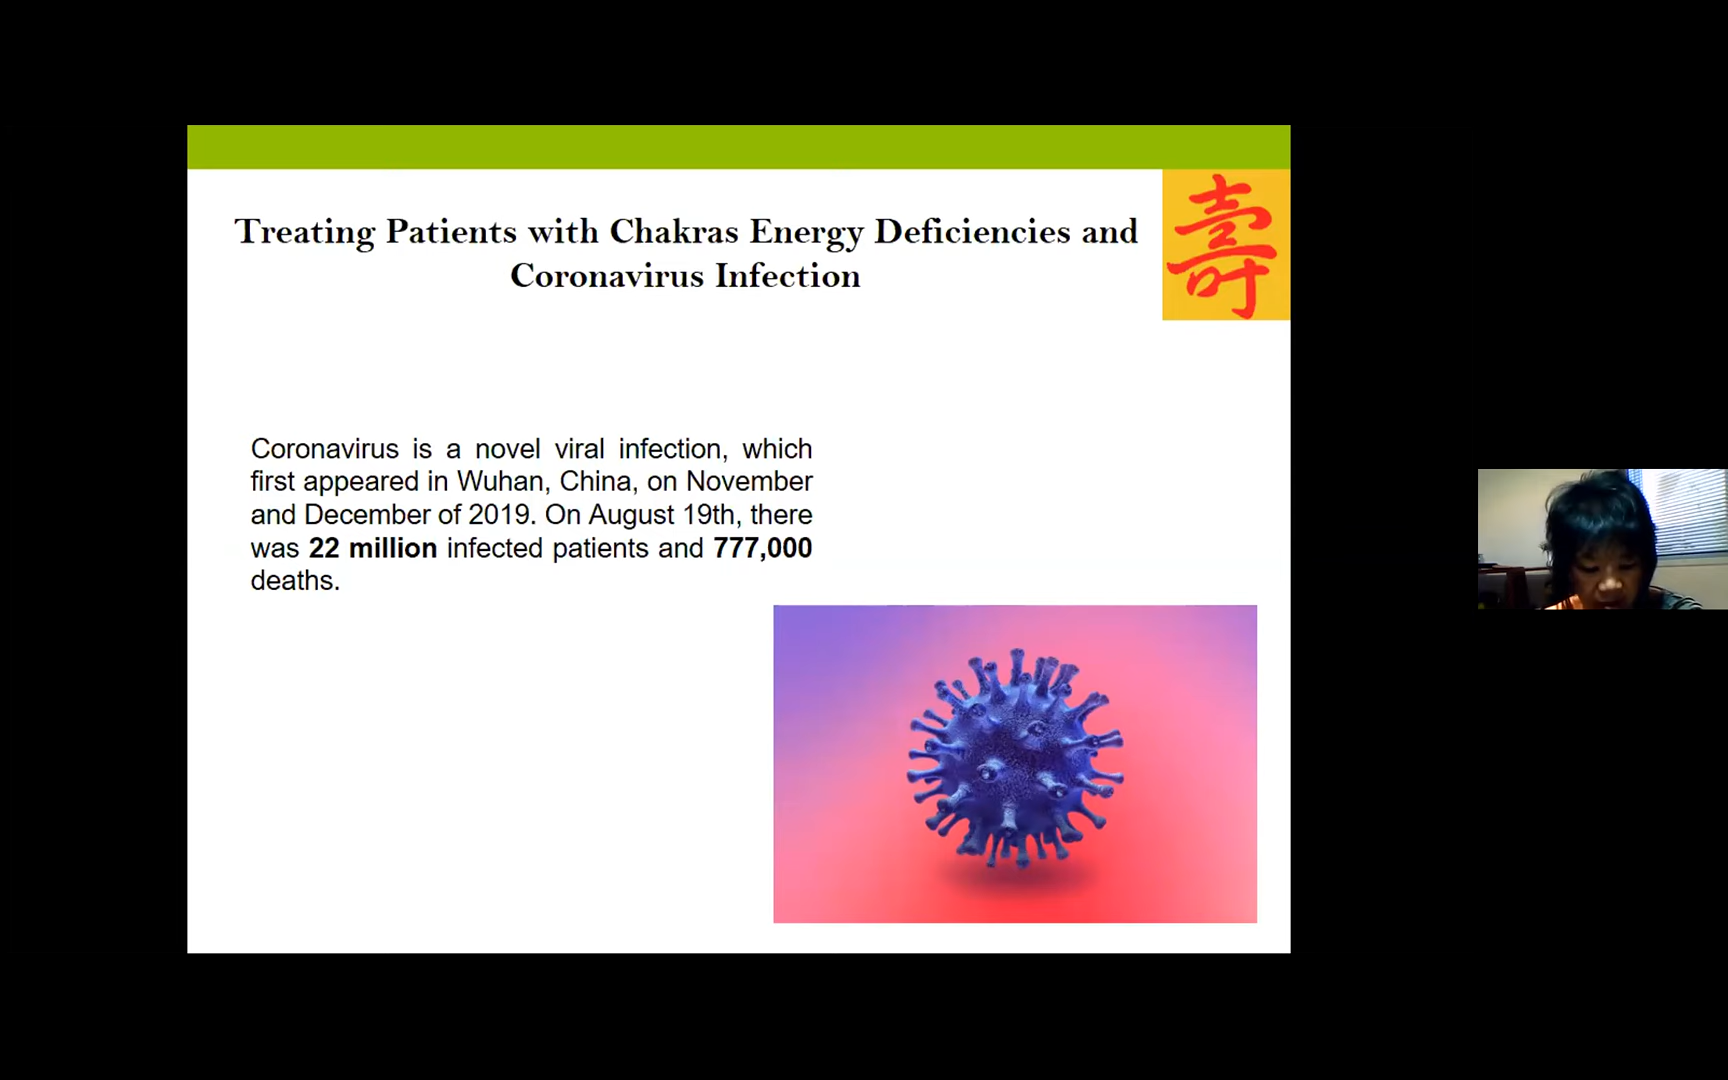 Treating Patients with Chakras Energy Deficiencies and
Coronavirus Infection
壽
Coronavirus is a novel viral infection, which
first appeared in Wuhan, China, on November
and December of 2019. On August 19th, there
was 22 million infected patients and 777,000
deaths.